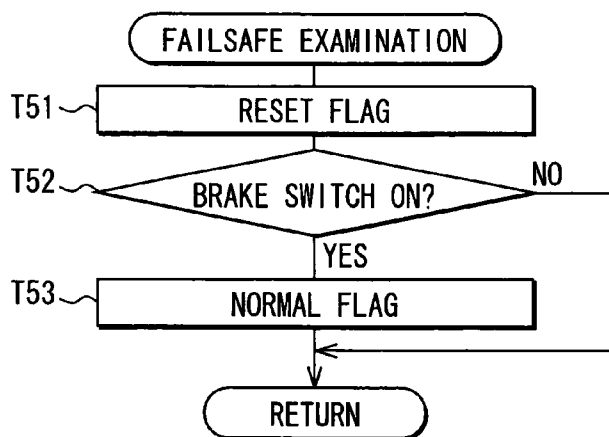 FAILSAFE EXAMINATION
T51
RESET FLAG
T52
BRAKE SWITCH ON?
NO
YES
T53
NORMAL FLAG
RETURN